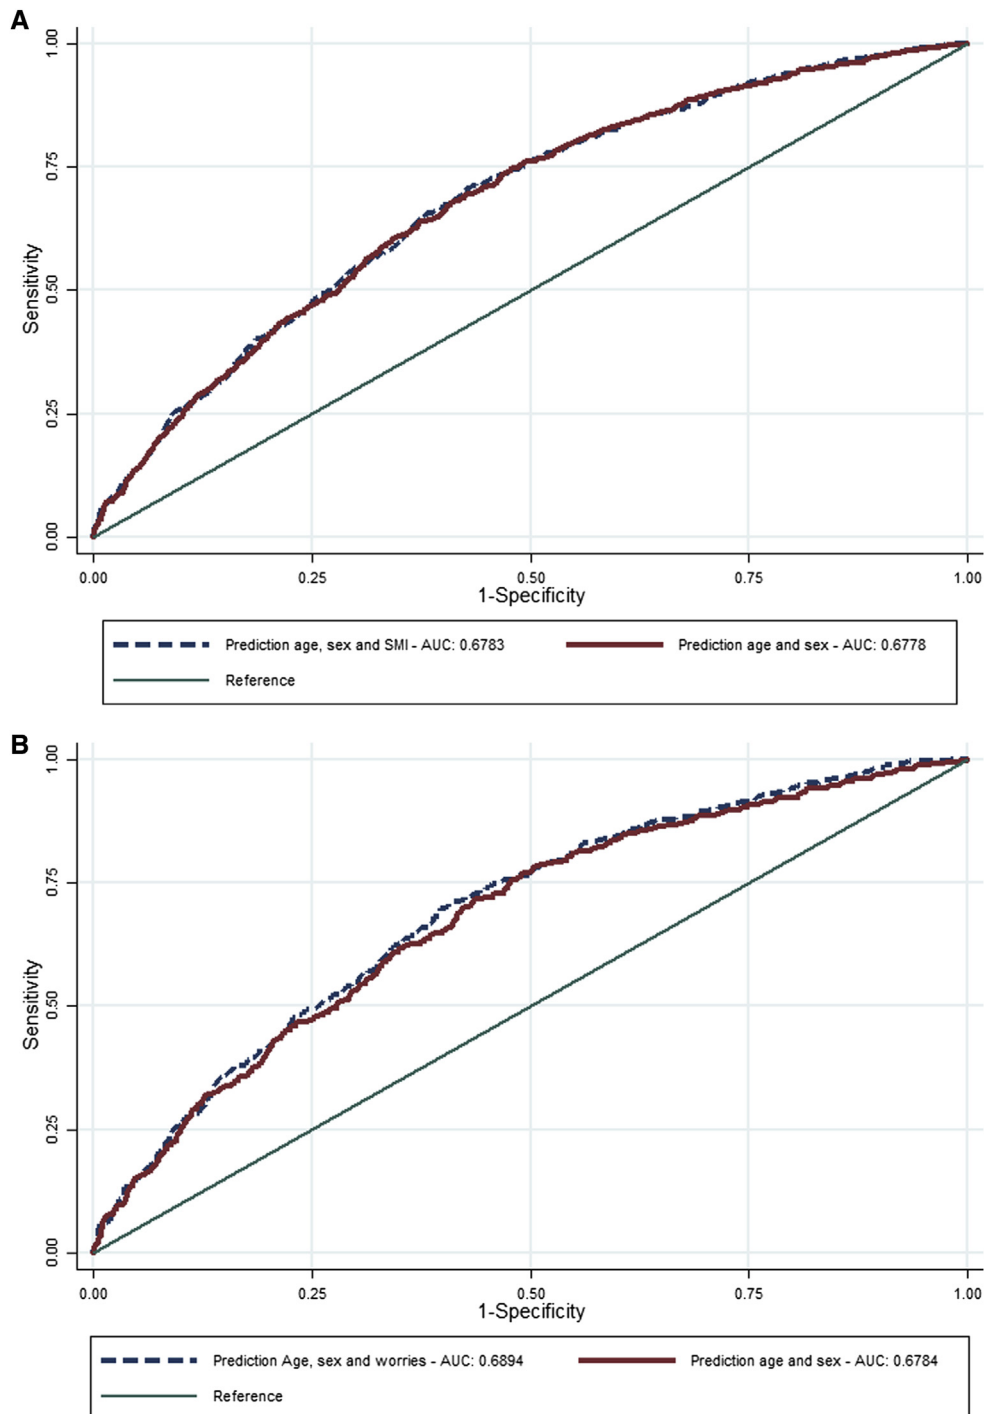 A
1.00
0.75
0.50
0.25
0.00
Sensitivity
0.00 0.25 0.50 0.75 1.00
1-Specificity
Prediction age, sex and SMI - AUC: 0.6783 Prediction age and sex - AUC: 0.6778
Reference
B
1.00
0.75
0.50
0.25
0.00
Sensitivity
0.00 0.25 0.50 0.75 1.00
1-Specificity
Prediction Age, sex and worries - AUC: 0.6894 Prediction age and sex - AUC: 0.6784
Reference